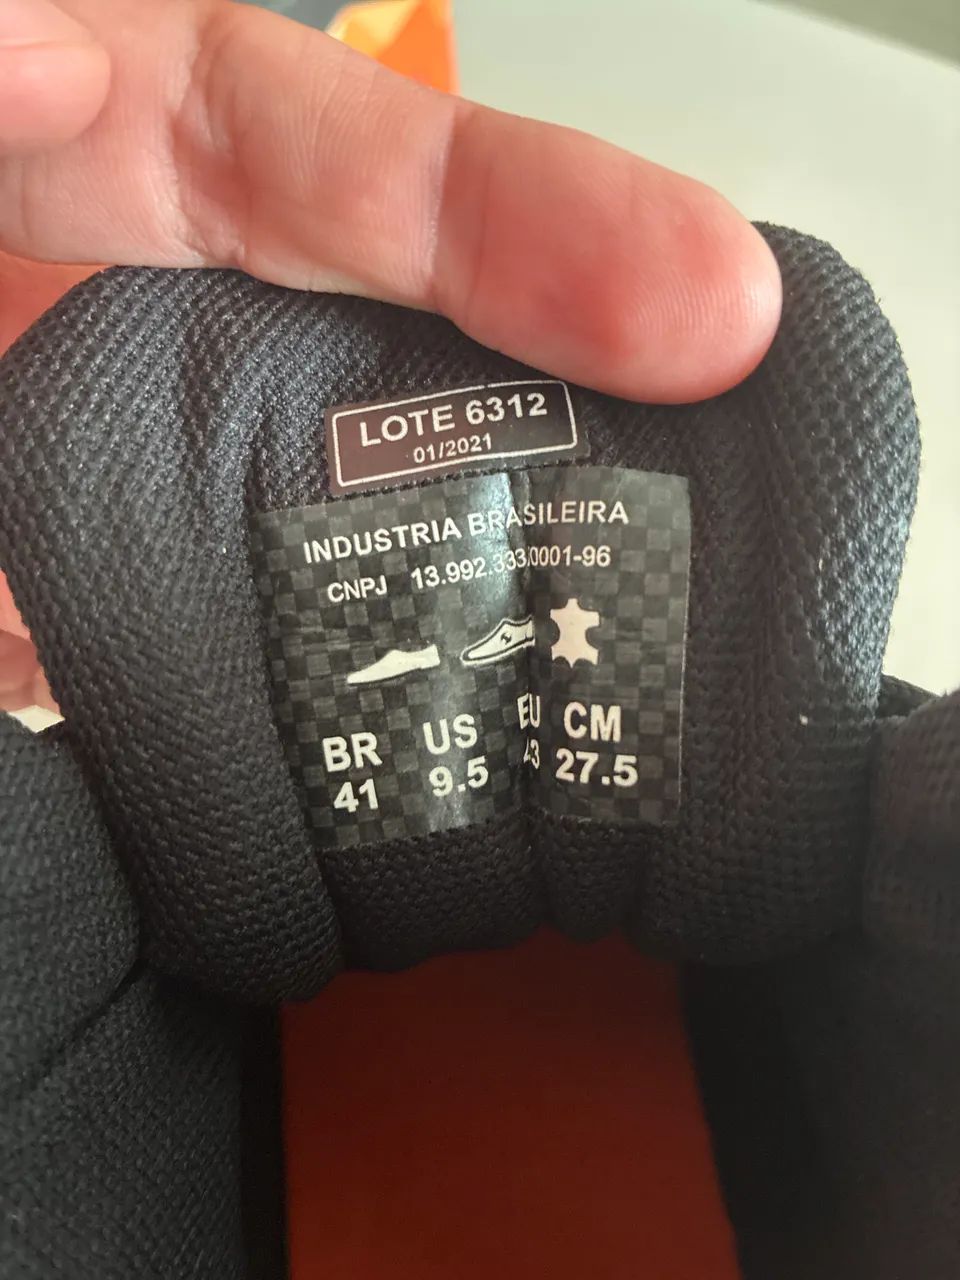 LOTE 6312
01/2021
INDUSTRIA BRASILEIRA
CNPJ 13.992.333/0001-96
BR US EU CM
41 9.5 27.5